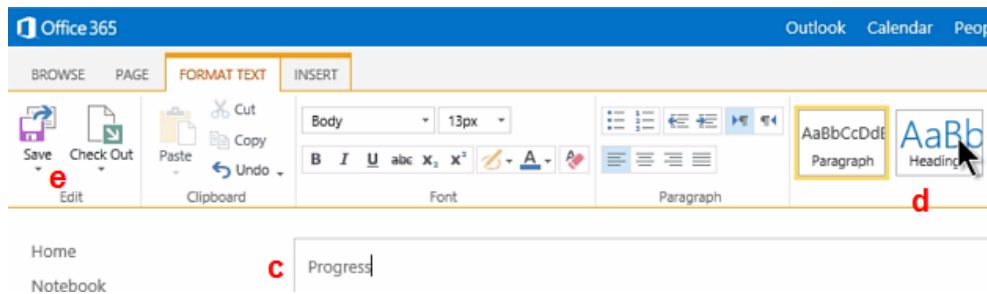 Office 365 Outlook Calendar Peop
BROWSE PAGE FORMAT TEXT INSERT
Save
Check Out
Paste
Cut
Copy
Undo
Body 13px
B I U abc X₂ X² A
AaBbCcDdE
Paragraph
AaBb
Heading
e
Edit Clipboard Font Paragraph
d
Home
Notebook
c
Progress